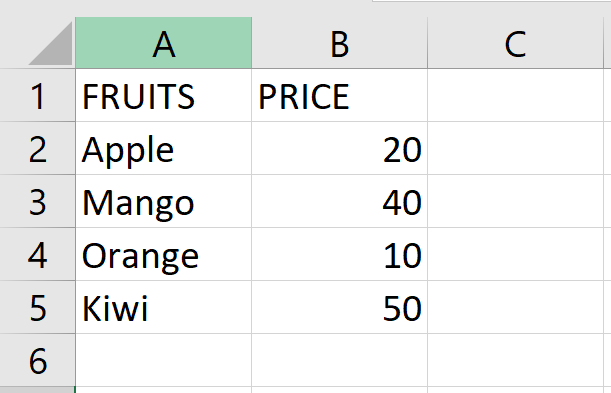 A B C
1 FRUITS PRICE
2 Apple 20
3 Mango 40
4 Orange 10
5 Kiwi 50
6